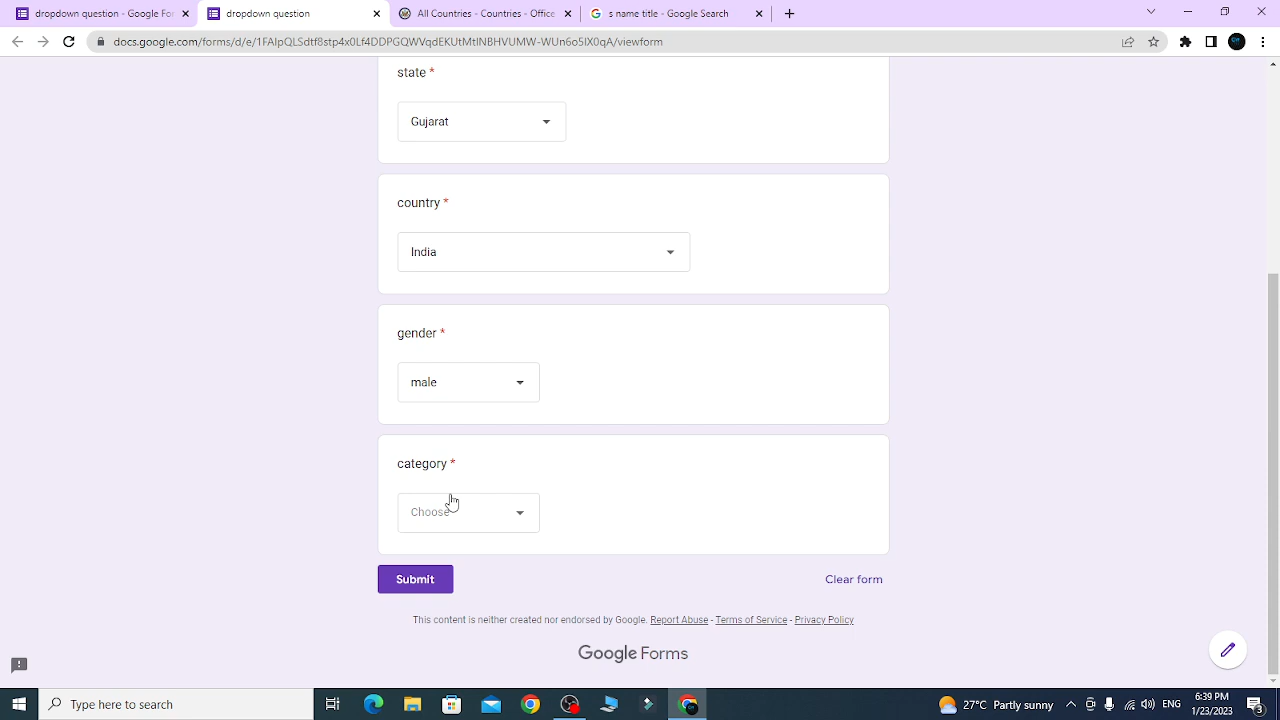 dropdown question - Google For
dropdown question
All Countries - Countries - Office
s name title - Google Search
docs.google.com/forms/d/e/1FAIpQLSdtf8stp4x0Lf4DDPGQWVqdEKUtMtINBHVUMW-WUn6o5IX0qA/viewform
state *
Gujarat
country *
India
gender *
male
category *
Choose
Submit
Clear form
This content is neither created nor endorsed by Google. Report Abuse - Terms of Service - Privacy Policy
Google Forms
Type here to search
27°C Partly sunny
ENG
6:39 PM
1/23/2023